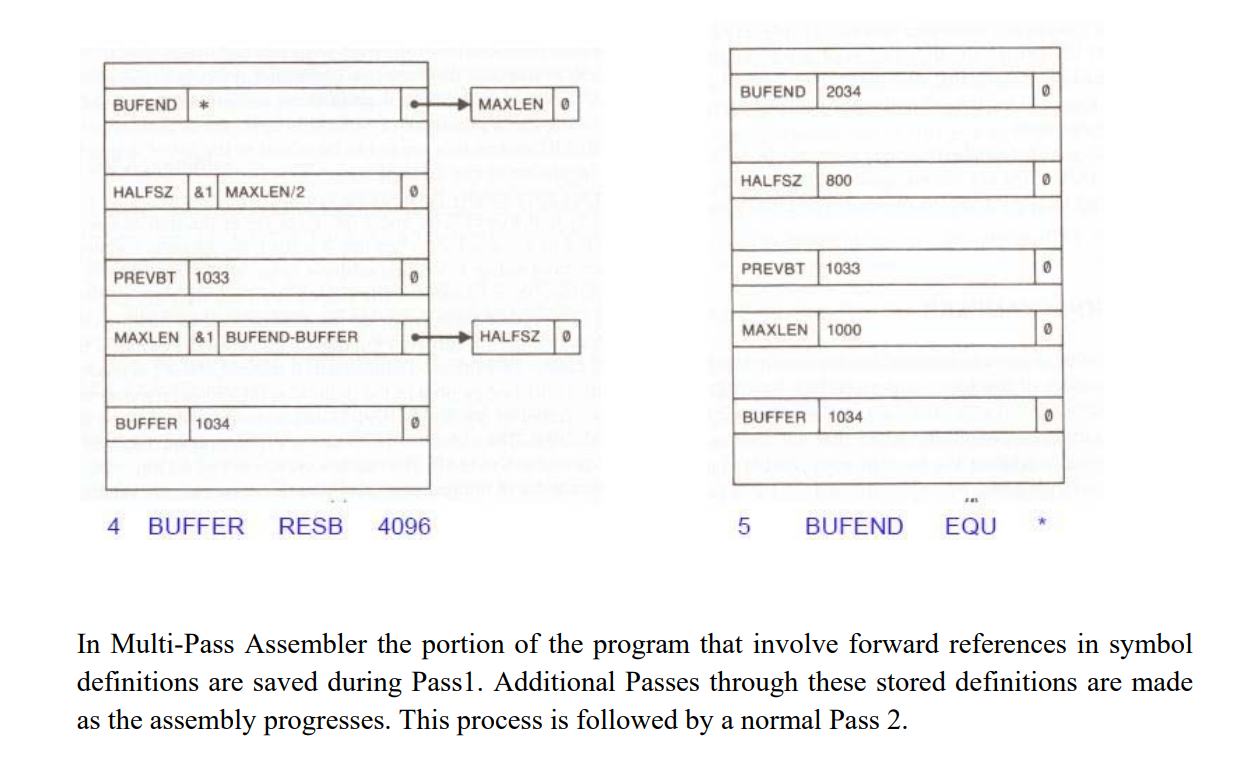 BUFEND * MAXLEN 0
HALFSZ &1 MAXLEN/2 0
PREVBT 1033 0
MAXLEN &1 BUFEND-BUFFER HALFSZ 0
BUFFER 1034 0
4 BUFFER RESB 4096
BUFEND 2034 0
HALFSZ 800 0
PREVBT 1033 0
MAXLEN 1000 0
BUFFER 1034 0
5 BUFEND EQU *
In Multi-Pass Assembler the portion of the program that involve forward references in symbol
definitions are saved during Pass1. Additional Passes through these stored definitions are made
as the assembly progresses. This process is followed by a normal Pass 2.